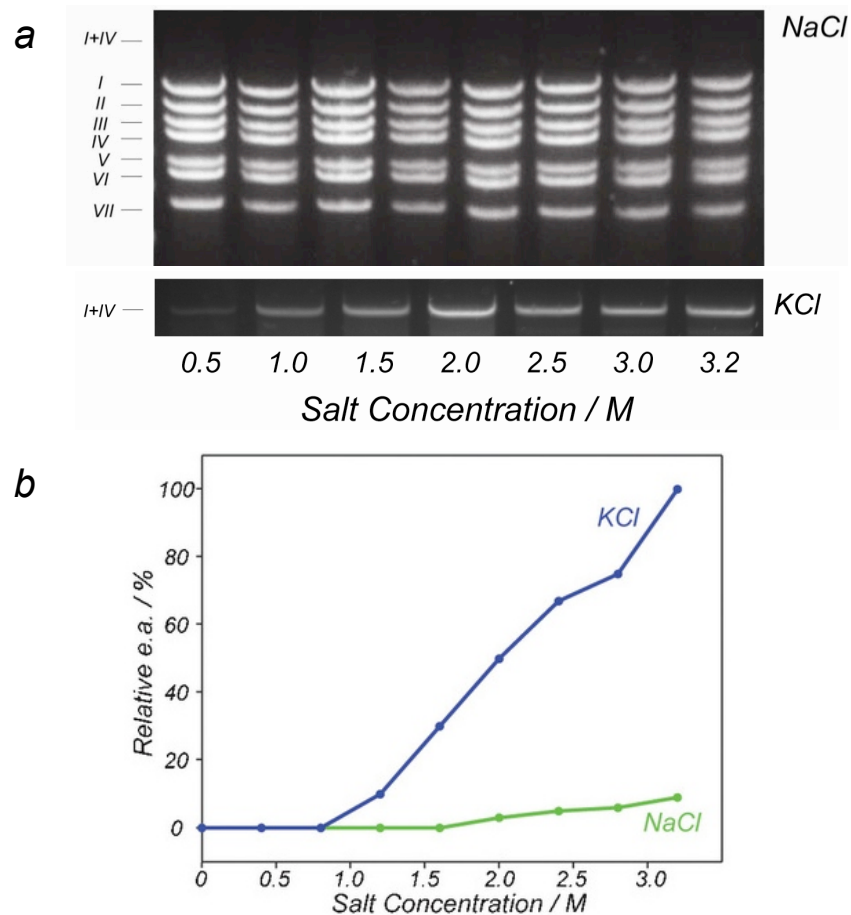 a
NaCl
I+IV
I
II
III
IV
V
VI
VII
I+IV
KCl
0.5 1.0 1.5 2.0 2.5 3.0 3.2
Salt Concentration / M
b
100
80
60
40
20
0
Relative e.a. / %
KCl
NaCl
0 0.5 1.0 1.5 2.0 2.5 3.0
Salt Concentration / M